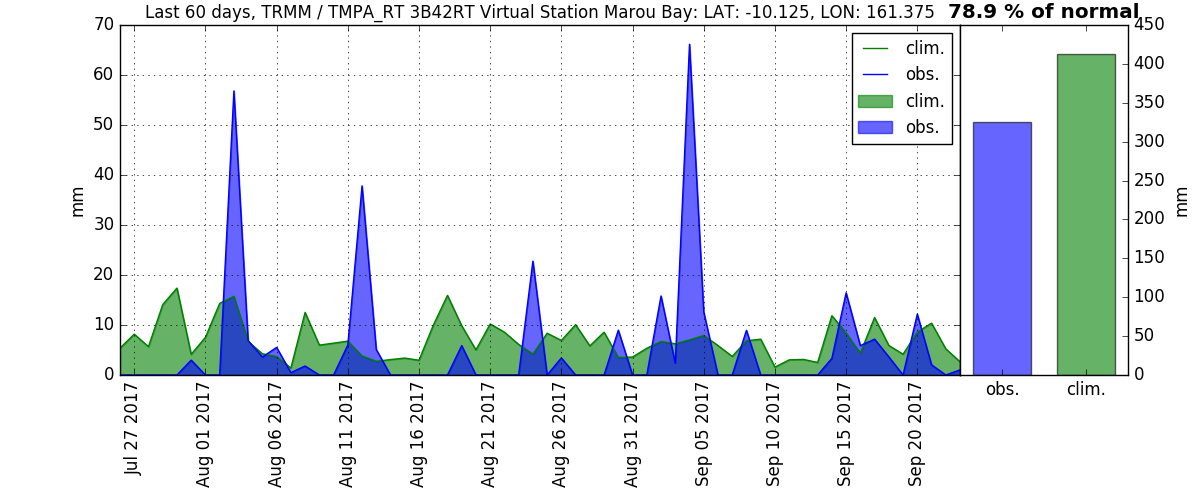 Last 60 days, TRMM / TMPA_RT 3B42RT Virtual Station Marou Bay: LAT: -10.125, LON: 161.375 78.9 % of normal
70
60
50
40
30
20
10
0
mm
clim.
obs.
clim.
obs.
450
400
350
300
250
200
150
100
50
0
mm
Jul 27 2017
Aug 01 2017
Aug 06 2017
Aug 11 2017
Aug 16 2017
Aug 21 2017
Aug 26 2017
Aug 31 2017
Sep 05 2017
Sep 10 2017
Sep 15 2017
Sep 20 2017
obs.
clim.